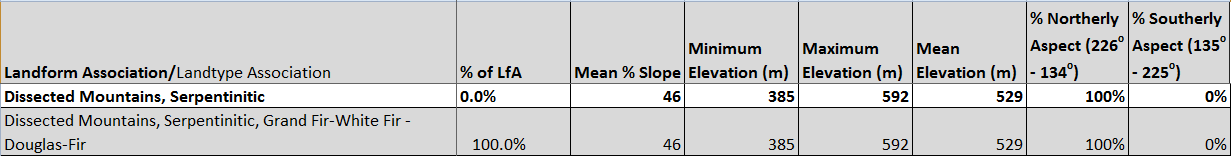 Landform Association/Landtype Association % of LfA Mean % Slope Minimum Elevation (m) Maximum Elevation (m) Mean Elevation (m) % Northerly Aspect (226° - 134°) % Southerly Aspect (135° - 225°)
Dissected Mountains, Serpentinitic 0.0% 46 385 592 529 100% 0%
Dissected Mountains, Serpentinitic, Grand Fir-White Fir -
Douglas-Fir 100.0% 46 385 592 529 100% 0%